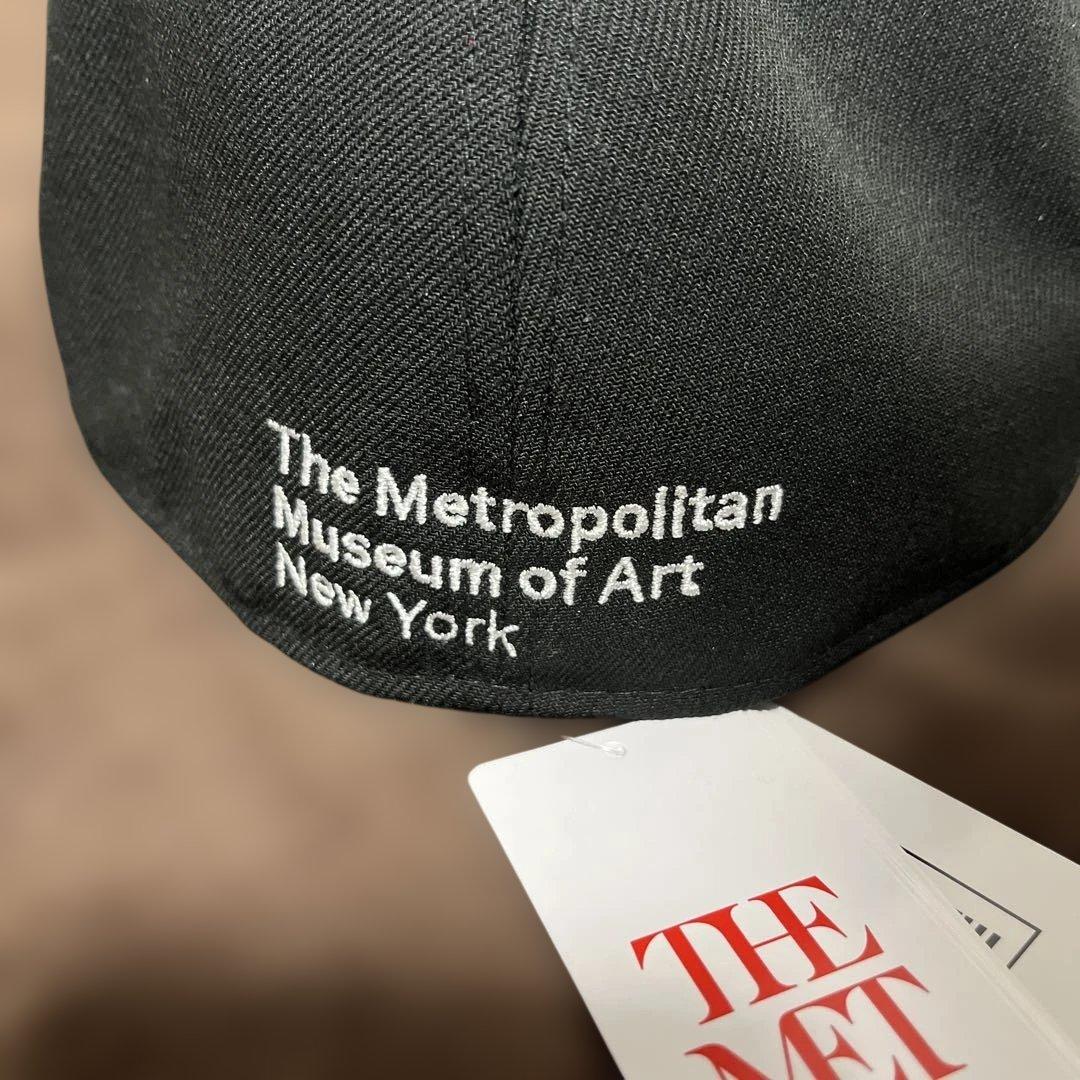 The Metropolitan
Museum of Art
New York
THE
MET